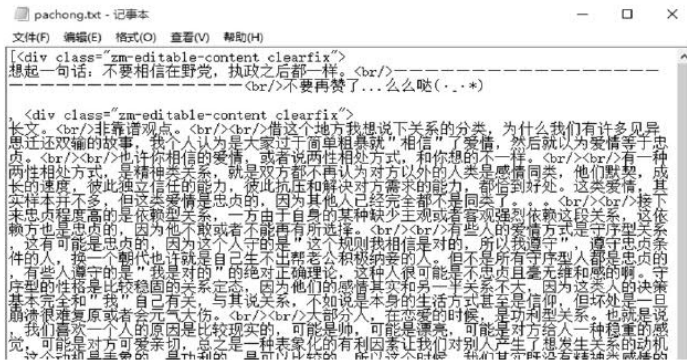 pachong.txt - 记事本
文件(F) 编辑(E) 格式(O) 查看(V) 帮助(H)
[<div class="zm-editable-content clearfix">
想起一句话：不要相信在野党，执政之后都一样。<br/>—————————————————
———————————————<br/>不要再赞了...么么哒(·_·*)
, <div class="zm-editable-content clearfix">
长文。<br/>非靠谱观点。<br/><br/>借这个地方我想说下关系的分类，为什么我们有许多见异
思迁还双输的故事，我个人认为是大家过于简单粗暴就"相信"了爱情，然后就以为爱情等于忠
贞。<br/><br/>也许你相信的爱情，或者说两性相处方式，和你想的不一样。<br/><br/>有一种
两性相处方式，是精神类关系，就是双方都不再认为对方以外的人类是感情同类，他们默契，成
长的速度，彼此独立信任的能力，彼此抗压和解决对方需求的能力，都恰到好处。这类爱情，其
实样本并不多，但这类爱情是忠贞的，因为其他人已经完全都不是同类了。。。<br/><br/>接下
来忠贞程度高的是依赖型关系，一方由于自身的某种缺少主观或者客观强烈依赖这段关系，这依
赖方也是忠贞的，因为他不敢或者不能再有所选择。<br/><br/>有些人的爱情方式是守序型关系
，这有可能是忠贞的，因为这个人守的是"这个规则我相信是对的，所以我遵守"，遵守忠贞条
件的人，换一个朝代也许就是自己生不出帮老公积极纳妾的人。但不是所有守序型人都是忠贞的
，有些人遵守的是"我是对的"的绝对正确理论，这种人很可能是不忠贞且毫无维和感的啊。守
序型的性格是比较稳固的关系定态，因为他们的感情其实和另一半关系不大，因为这类人的决策
基本完全和"我"自己有关，与其说关系，不如说是本身的生活方式甚至是信仰，但坏处是一旦
崩溃很难复原或者会元气大伤。<br/><br/>大部分人，在恋爱的时候，是功利型关系，也就是说
，我们喜欢一个人的原因是比较现实的，可能是帅，可能是漂亮，可能是对方给人一种稳重的感
觉，可能是对方可爱亲切，总之是一种表象化的有利因素让我们对别人产生了想发生关系的动机